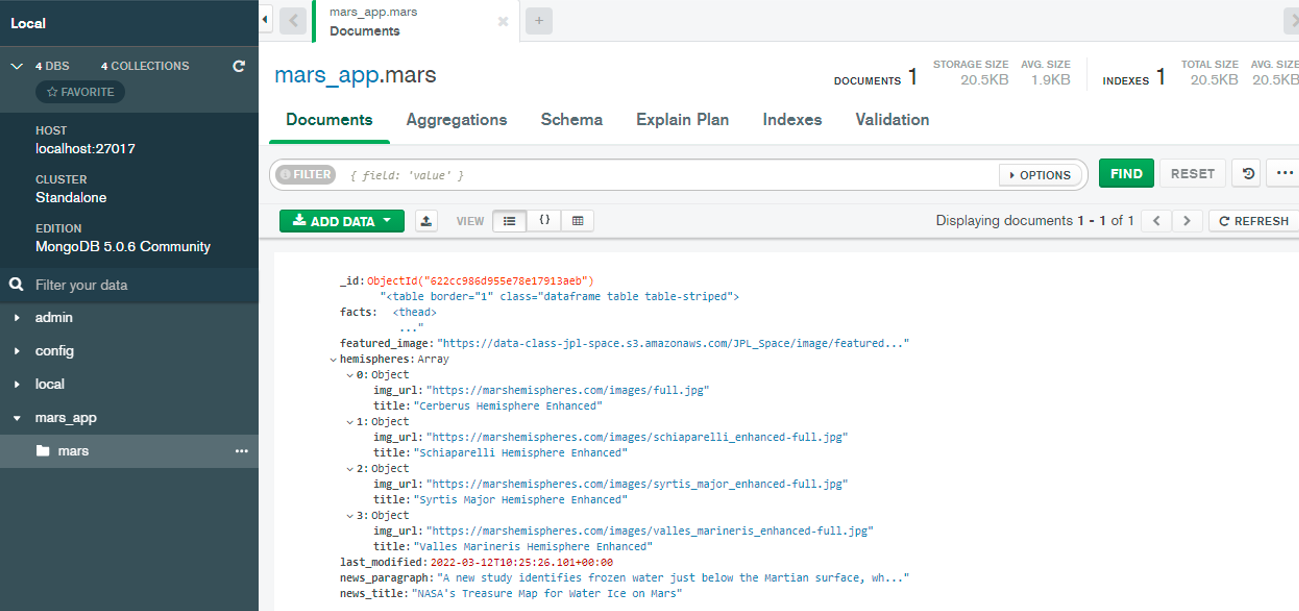 Local
4 DBS 4 COLLECTIONS
☆ FAVORITE
HOST
localhost:27017
CLUSTER
Standalone
EDITION
MongoDB 5.0.6 Community
Filter your data
admin
config
local
mars_app
mars
mars_app.mars
Documents
mars_app.mars
DOCUMENTS 1 STORAGE SIZE 20.5KB AVG. SIZE 1.9KB INDEXES 1 TOTAL SIZE 20.5KB AVG. SIZE 20.5KB
Documents Aggregations Schema Explain Plan Indexes Validation
FILTER { field: 'value' } OPTIONS FIND RESET ...
ADD DATA VIEW {} Displaying documents 1 - 1 of 1 < > REFRESH
_id: ObjectId("622cc986d955e78e17913aeb")
"<table border="1" class="dataframe table table-striped">
facts: <thead>
..."
featured_image: "https://data-class-jpl-space.s3.amazonaws.com/JPL_Space/image/featured..."
hemispheres: Array
0: Object
img_url: "https://marshemispheres.com/images/full.jpg"
title: "Cerberus Hemisphere Enhanced"
1: Object
img_url: "https://marshemispheres.com/images/schiaparelli_enhanced-full.jpg"
title: "Schiaparelli Hemisphere Enhanced"
2: Object
img_url: "https://marshemispheres.com/images/syrtis_major_enhanced-full.jpg"
title: "Syrtis Major Hemisphere Enhanced"
3: Object
img_url: "https://marshemispheres.com/images/valles_marineris_enhanced-full.jpg"
title: "Valles Marineris Hemisphere Enhanced"
last_modified: 2022-03-12T10:25:26.101+00:00
news_paragraph: "A new study identifies frozen water just below the Martian surface, wh..."
news_title: "NASA's Treasure Map for Water Ice on Mars"